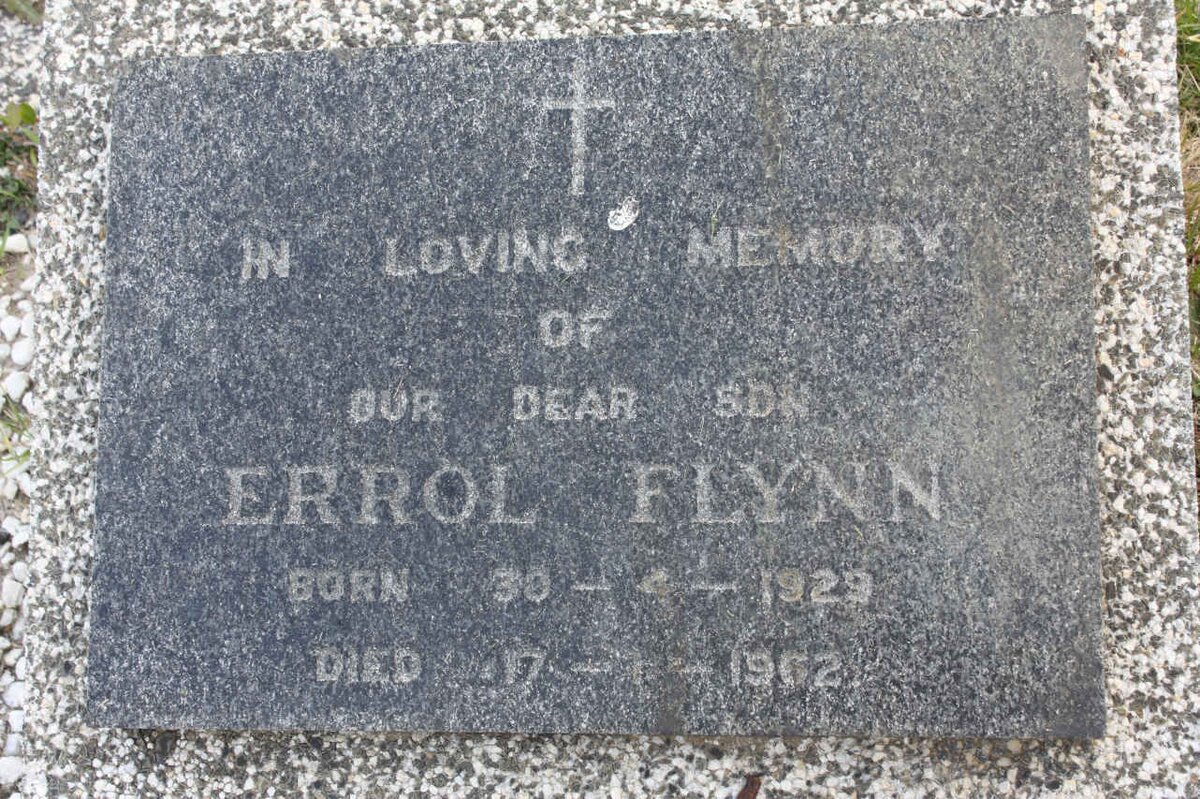 IN LOVING MEMORY
OF
OUR DEAR SON
ERROL FLYNN
BORN 30 — 4 — 1923
DIED 17 — — 1962